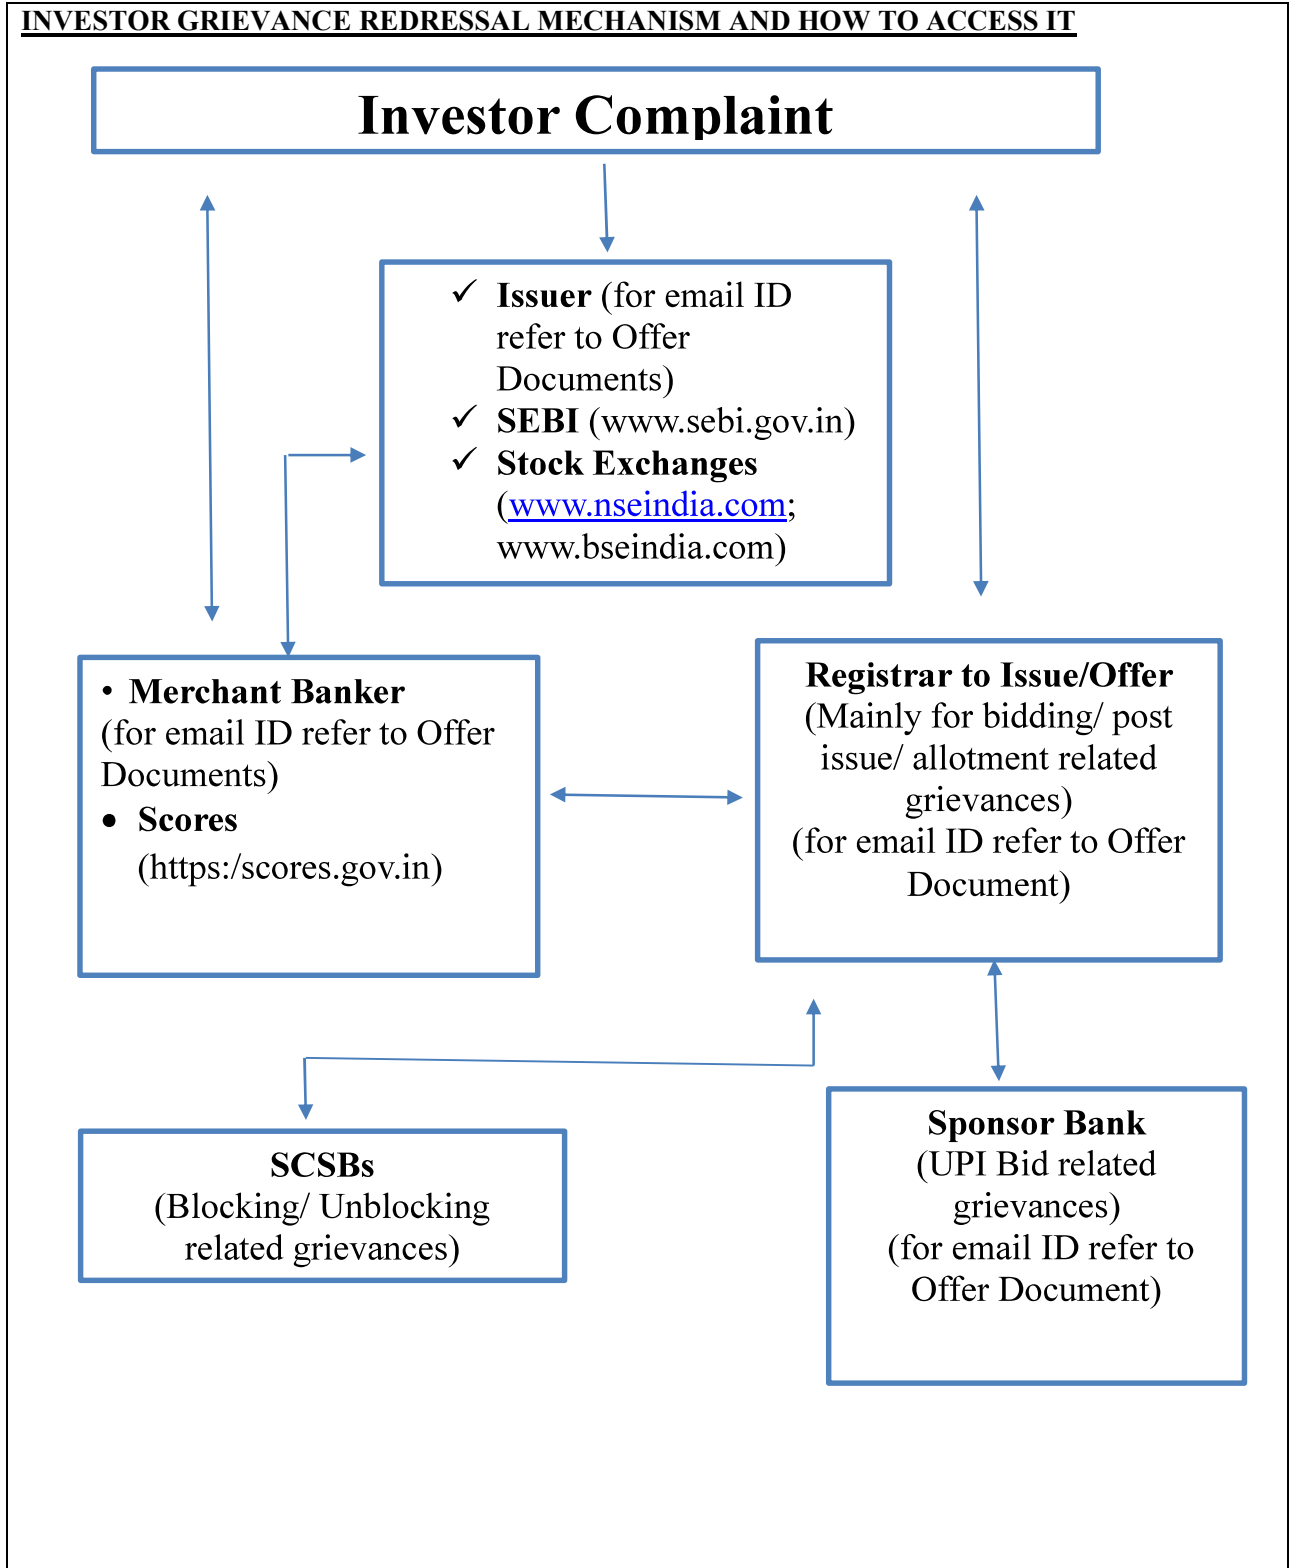 INVESTOR GRIEVANCE REDRESSAL MECHANISM AND HOW TO ACCESS IT
Investor Complaint
✓ Issuer (for email ID
refer to Offer
Documents)
✓ SEBI (www.sebi.gov.in)
✓ Stock Exchanges
(www.nseindia.com;
www.bseindia.com)
• Merchant Banker
(for email ID refer to Offer
Documents)
• Scores
(https:/scores.gov.in)
Registrar to Issue/Offer
(Mainly for bidding/ post
issue/ allotment related
grievances)
(for email ID refer to Offer
Document)
SCSBs
(Blocking/ Unblocking
related grievances)
Sponsor Bank
(UPI Bid related
grievances)
(for email ID refer to
Offer Document)